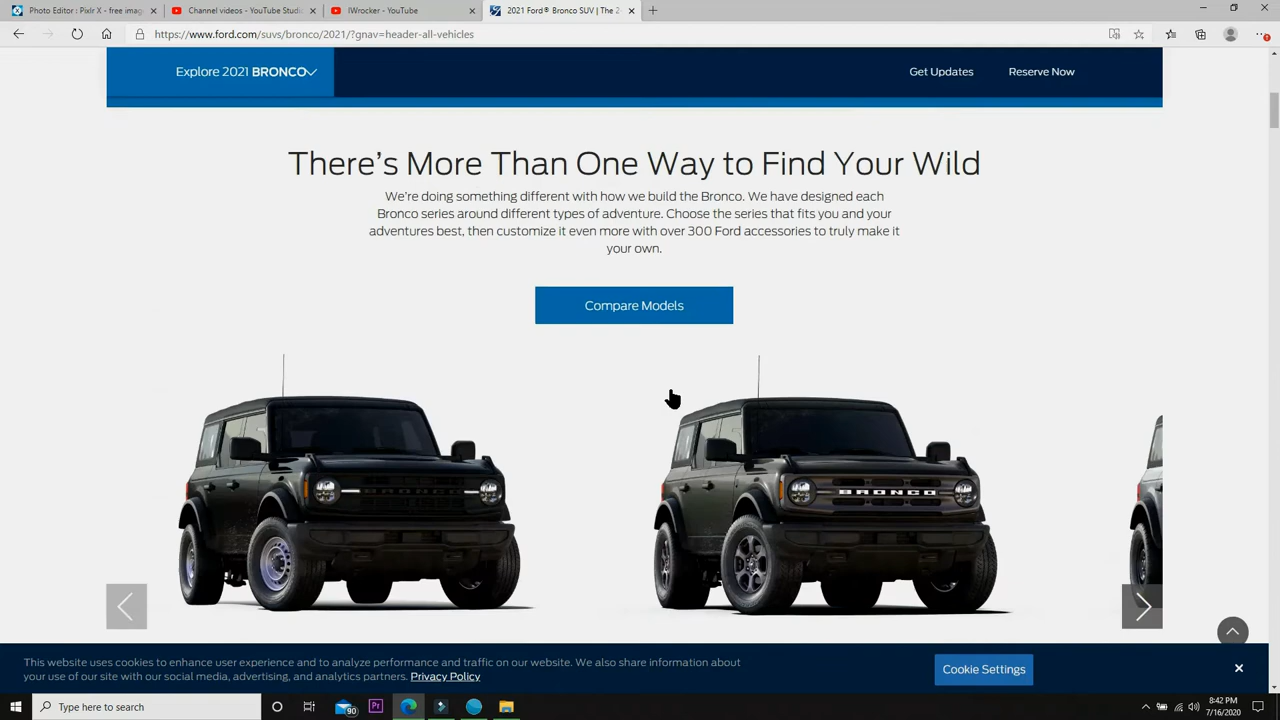 Photo Editor : Pixlr X - free imag
Channel videos - YouTube Studi
IWrocker - YouTube
2021 Ford® Bronco SUV | The 2
https://www.ford.com/suvs/bronco/2021/?gnav=header-all-vehicles
Explore 2021 BRONCO
Get Updates
Reserve Now
There's More Than One Way to Find Your Wild
We're doing something different with how we build the Bronco. We have designed each
Bronco series around different types of adventure. Choose the series that fits you and your
adventures best, then customize it even more with over 300 Ford accessories to truly make it
your own.
Compare Models
BRONCO
BRONCO
This website uses cookies to enhance user experience and to analyze performance and traffic on our website. We also share information about
your use of our site with our social media, advertising, and analytics partners. Privacy Policy
Cookie Settings
Type here to search
90
Pr
8:42 PM
7/16/2020